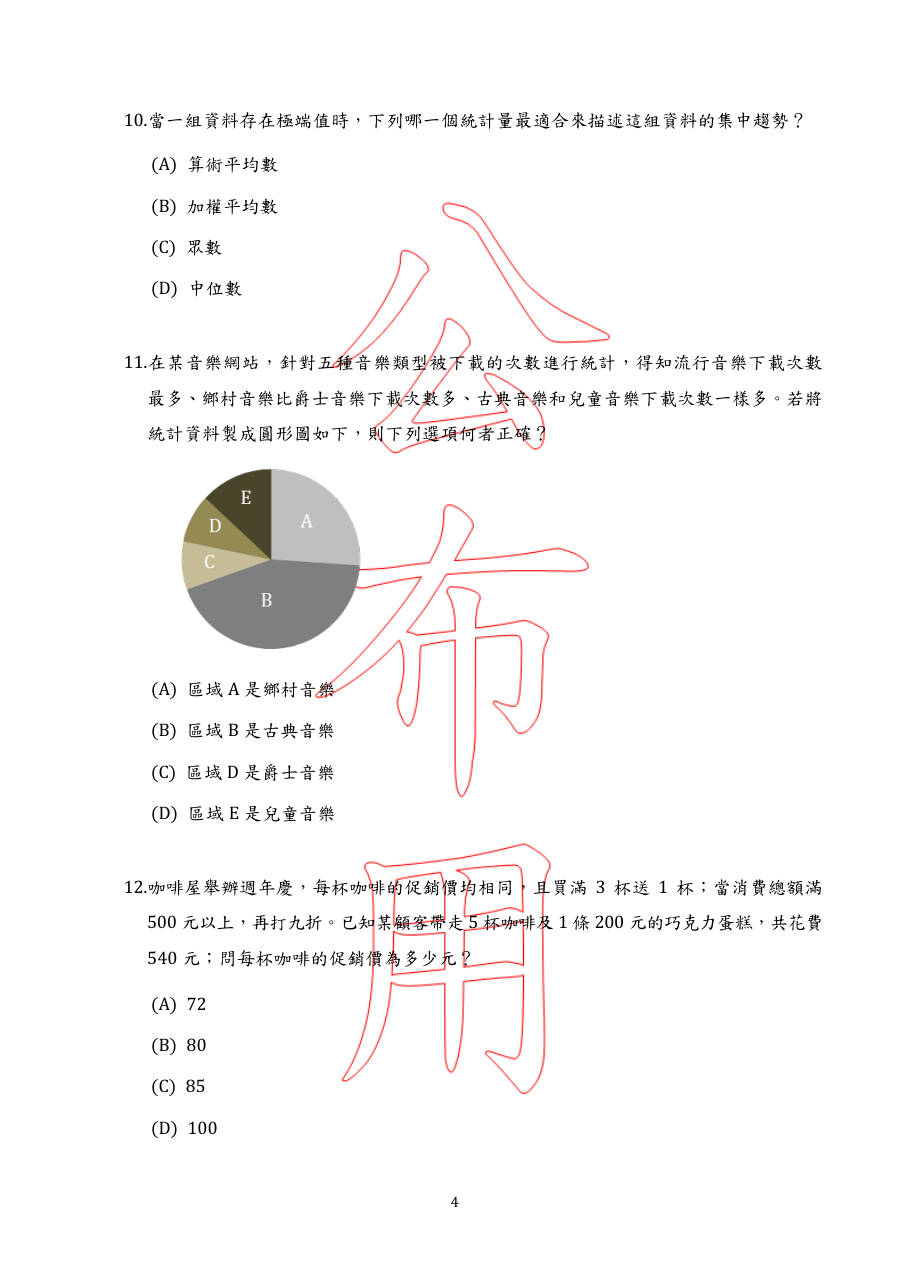 10.當一組資料存在極端值時，下列哪一個統計量最適合來描述這組資料的集中趨勢？
(A) 算術平均數
(B) 加權平均數
(C) 眾數
(D) 中位數
11.在某音樂網站，針對五種音樂類型被下載的次數進行統計，得知流行音樂下載次數
最多、鄉村音樂比爵士音樂下載次數多、古典音樂和兒童音樂下載次數一樣多。若將
統計資料製成圓形圖如下，則下列選項何者正確？
E
A
D
C
B
(A) 區域 A 是鄉村音樂
(B) 區域 B 是古典音樂
(C) 區域 D 是爵士音樂
(D) 區域 E 是兒童音樂
12.咖啡屋舉辦週年慶，每杯咖啡的促銷價均相同，且買滿 3 杯送 1 杯；當消費總額滿
500 元以上，再打九折。已知某顧客帶走 5 杯咖啡及 1 條 200 元的巧克力蛋糕，共花費
540 元；問每杯咖啡的促銷價為多少元？
(A) 72
(B) 80
(C) 85
(D) 100
4
公布用